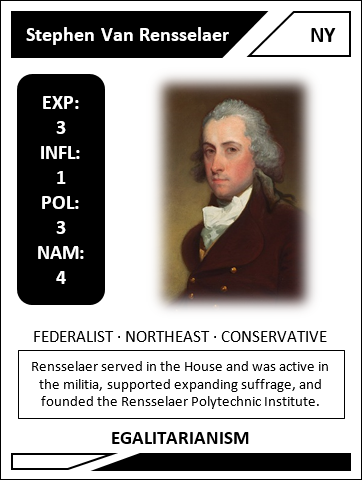 Stephen Van Rensselaer
NY
EXP:
3
INFL:
1
POL:
3
NAM:
4
FEDERALIST · NORTHEAST · CONSERVATIVE
Rensselaer served in the House and was active in
the militia, supported expanding suffrage, and
founded the Rensselaer Polytechnic Institute.
EGALITARIANISM